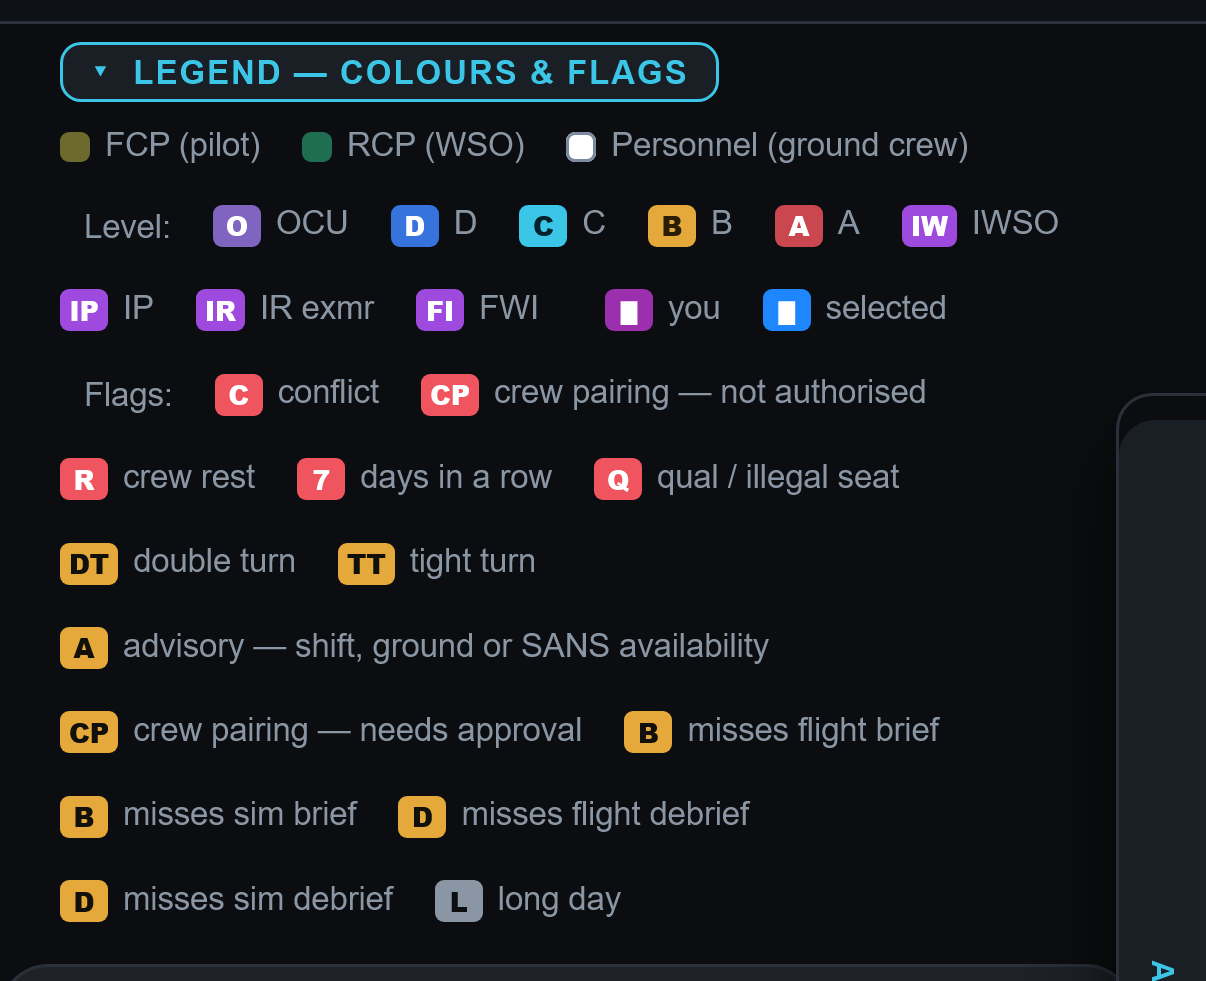 ▼ LEGEND — COLOURS & FLAGS
FCP (pilot) RCP (WSO) Personnel (ground crew)
Level: O OCU D D C C B B A A IW IWSO
IP IP IR IR exmr FI FWI you selected
Flags: C conflict CP crew pairing — not authorised
R crew rest 7 days in a row Q qual / illegal seat
DT double turn TT tight turn
A advisory — shift, ground or SANS availability
CP crew pairing — needs approval B misses flight brief
B misses sim brief D misses flight debrief
D misses sim debrief L long day
A